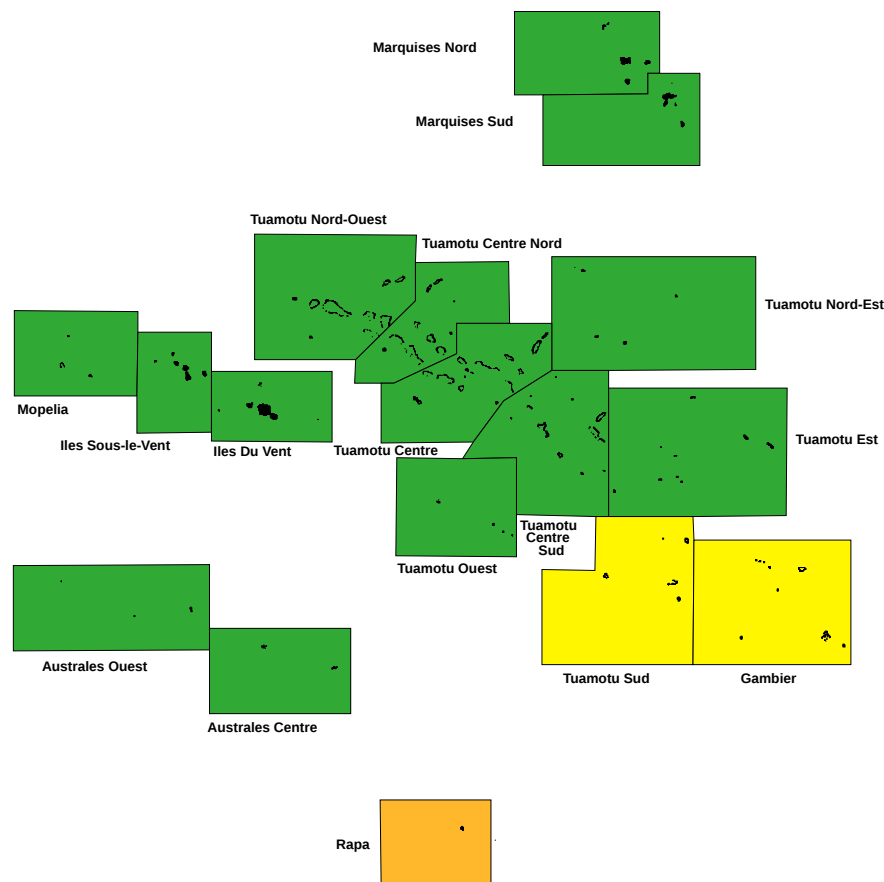 Marquises Nord
Marquises Sud
Tuamotu Nord-Ouest
Tuamotu Centre Nord
Tuamotu Nord-Est
Mopelia
Iles Sous-le-Vent
Iles Du Vent
Tuamotu Centre
Tuamotu Est
Tuamotu
Centre
Sud
Tuamotu Ouest
Australes Ouest
Tuamotu Sud
Gambier
Australes Centre
Rapa